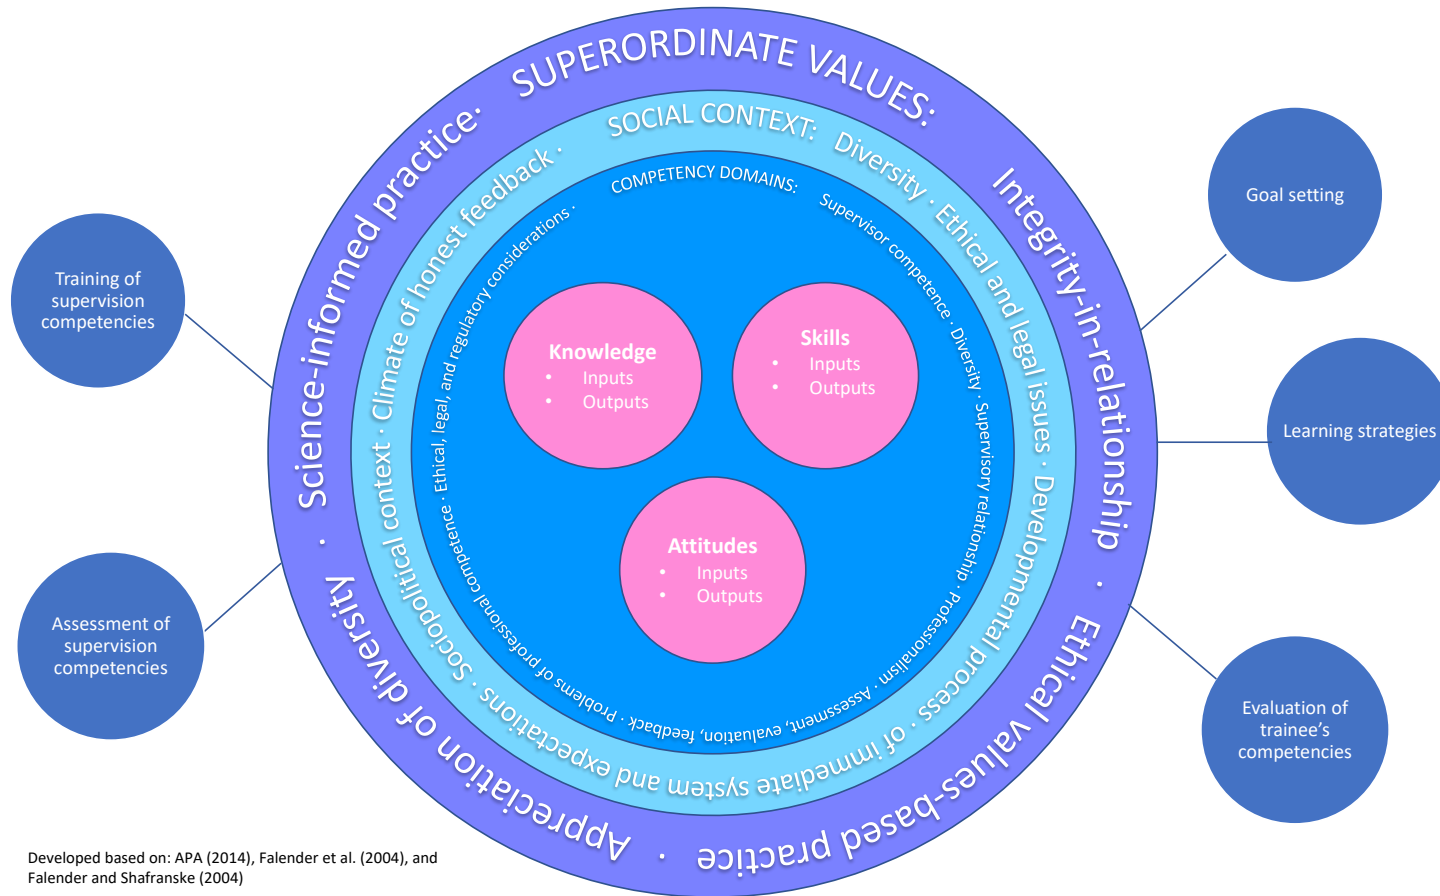 SUPERORDINATE VALUES: Integrity-in-relationship · Ethical values-based practice · Appreciation of diversity · Science-informed practice·
SOCIAL CONTEXT: Diversity · Ethical and legal issues · Developmental process · of immediate system and expectations · Sociopolitical context · Climate of honest feedback ·
COMPETENCY DOMAINS: Supervisor competence · Diversity · Supervisory relationship · Professionalism · Assessment, evaluation, feedback · Problems of professional competence · Ethical, legal, and regulatory considerations ·
Knowledge
• Inputs
• Outputs
Skills
• Inputs
• Outputs
Attitudes
• Inputs
• Outputs
Training of
supervision
competencies
Assessment of
supervision
competencies
Goal setting
Learning strategies
Evaluation of
trainee's
competencies
Developed based on: APA (2014), Falender et al. (2004), and
Falender and Shafranske (2004)